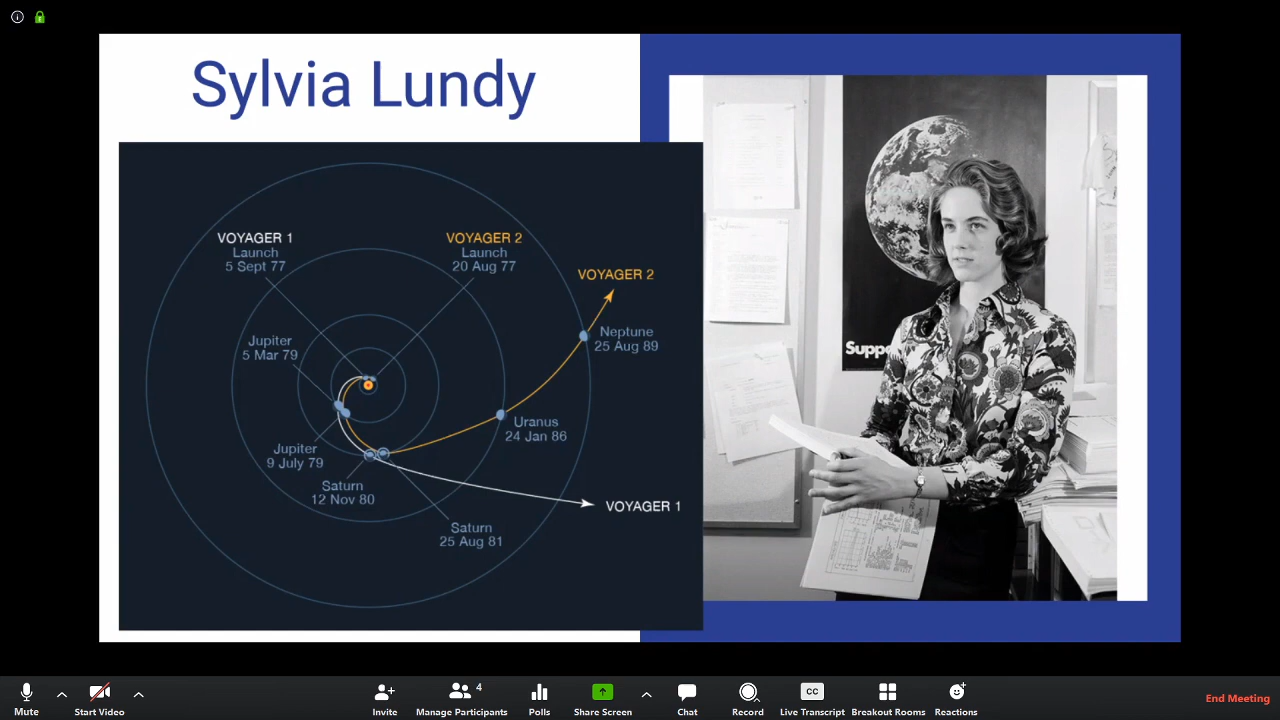 Sylvia Lundy
VOYAGER 1
Launch
5 Sept 77
VOYAGER 2
Launch
20 Aug 77
VOYAGER 2
Neptune
25 Aug 89
Jupiter
5 Mar 79
Uranus
24 Jan 86
Jupiter
9 July 79
Saturn
12 Nov 80
VOYAGER 1
Saturn
25 Aug 81
Mute
Start Video
Invite
4
Manage Participants
Polls
Share Screen
Chat
Record
CC
Live Transcript
Breakout Rooms
Reactions
End Meeting